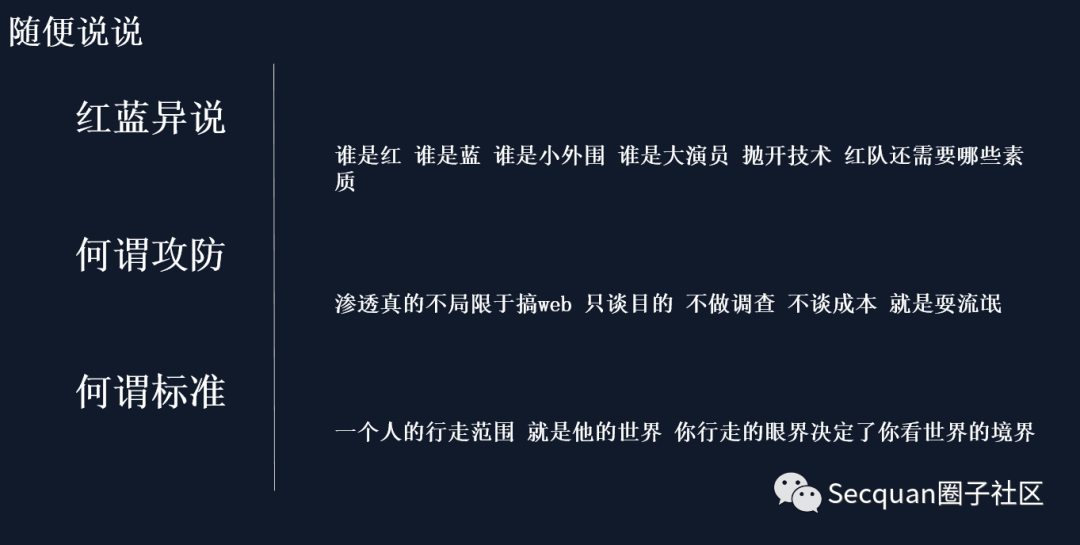 随便说说
红蓝异说
谁是红 谁是蓝 谁是小外围 谁是大演员 抛开技术 红队还需要哪些素
质
何谓攻防
渗透真的不局限于搞web 只谈目的 不做调查 不谈成本 就是耍流氓
何谓标准
一个人的行走范围 就是他的世界 你行走的眼界决定了你看世界的境界
Secquan圈子社区